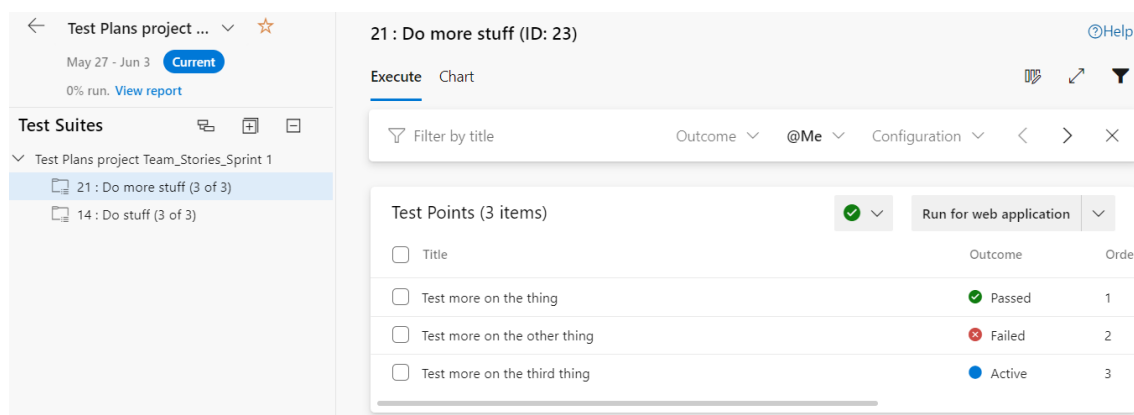 Test Plans project ...
May 27 - Jun 3 Current
0% run. View report
Test Suites
Test Plans project Team_Stories_Sprint 1
21 : Do more stuff (3 of 3)
14 : Do stuff (3 of 3)
21 : Do more stuff (ID: 23)
Help
Execute Chart
Filter by title Outcome @Me Configuration
Test Points (3 items) Run for web application
Title Outcome Orde
Test more on the thing Passed 1
Test more on the other thing Failed 2
Test more on the third thing Active 3